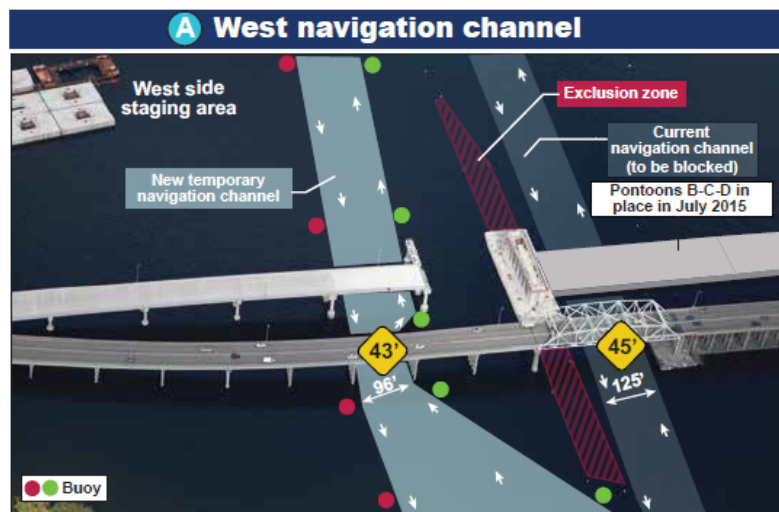 A West navigation channel
West side
staging area
Exclusion zone
Current
navigation channel
(to be blocked)
New temporary
navigation channel
Pontoons B-C-D in
place in July 2015
43'
45'
96'
125'
Buoy